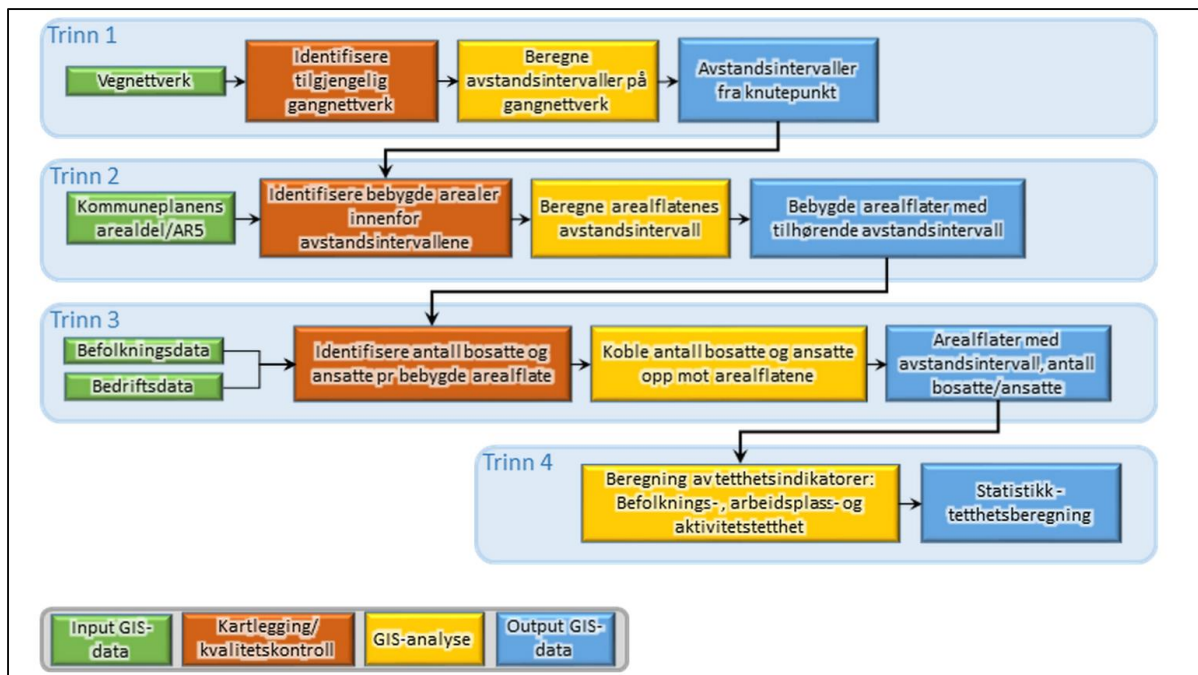 Trinn 1
Vegnettverk
Identifisere
tilgjengelig
gangnettverk
Beregne
avstandsintervaller på
gangnettverk
Avstandsintervaller
fra knutepunkt
Trinn 2
Kommuneplanens
arealdel/AR5
Identifisere bebygde arealer
innenfor
avstandsintervallene
Beregne arealflatenes
avstandsintervall
Bebygde arealflater med
tilhørende avstandsintervall
Trinn 3
Befolkningsdata
Bedriftsdata
Identifisere antall bosatte og
ansatte pr bebygde arealflate
Koble antall bosatte og ansatte
opp mot arealflatene
Arealflater med
avstandsintervall, antall
bosatte/ansatte
Trinn 4
Beregning av tetthetsindikatorer:
Befolknings-, arbeidsplass- og
aktivitetstetthet
Statistikk -
tetthetsberegning
Input GIS-
data
Kartlegging/
kvalitetskontroll
GIS-analyse
Output GIS-
data